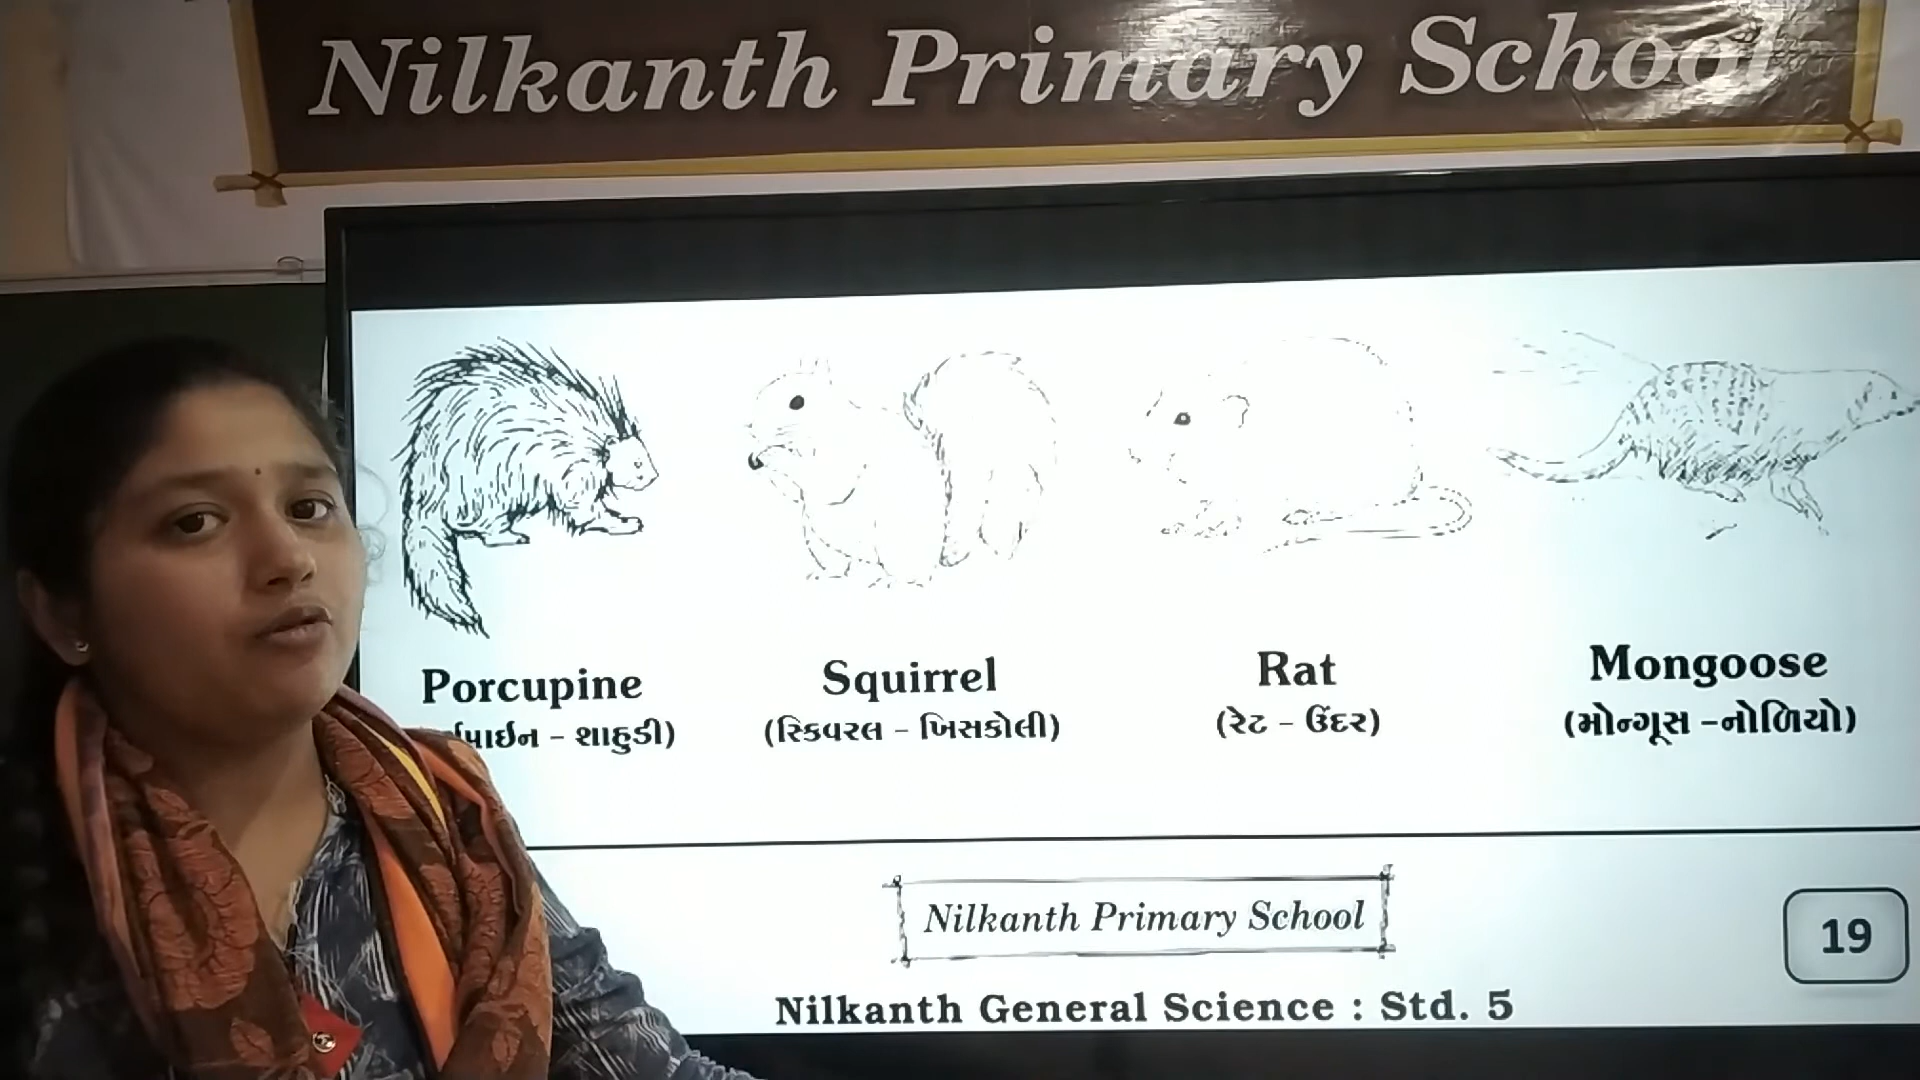 Nilkanth Primary School
Porcupine
Squirrel
Rat
Mongoose
શાહુડી)
(સ્કિવરલ - ખિસકોલી)
(રેટ - ઉંદર)
(મોન્ગૂસ -નોળિયો)
Nilkanth Primary School
19
Nilkanth General Science : Std. 5